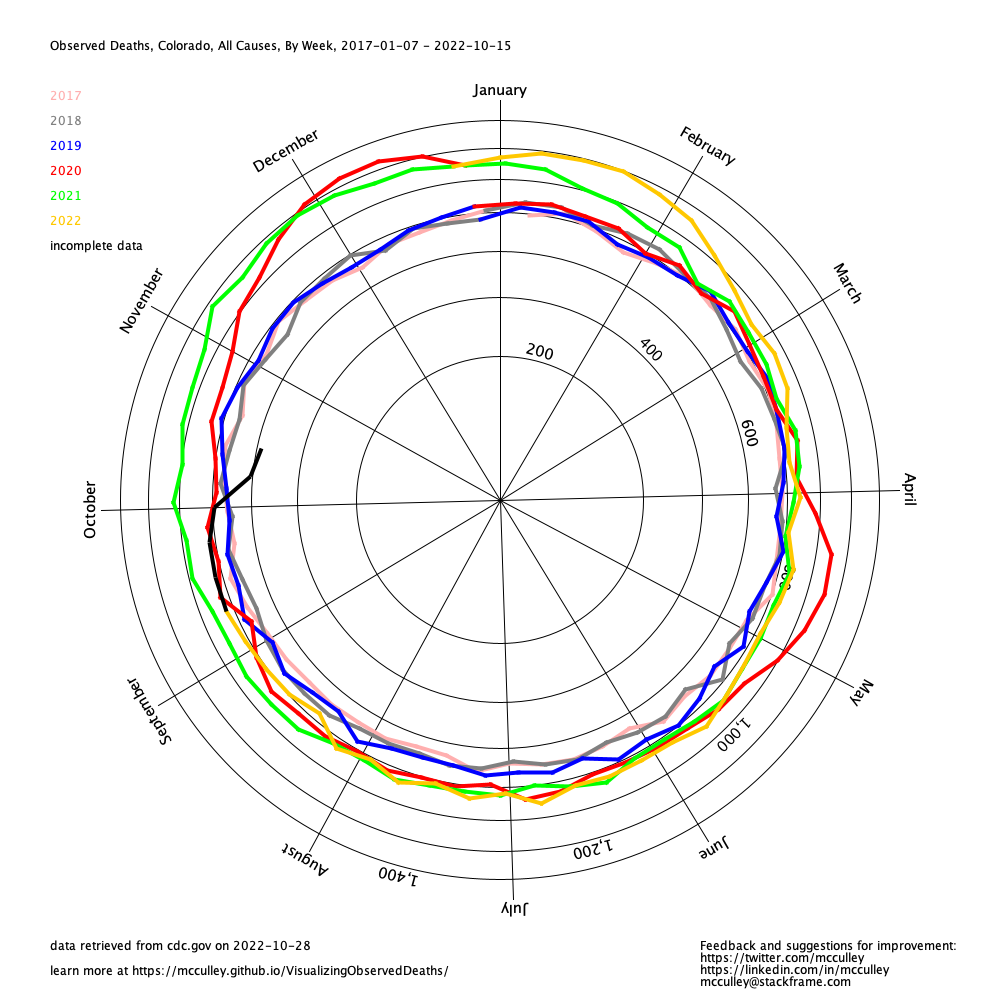 Observed Deaths, Colorado, All Causes, By Week, 2017-01-07 - 2022-10-15
2017
2018
2019
2020
2021
2022
incomplete data
January
February
March
April
May
June
July
August
September
October
November
December
200
400
600
1,000
1,200
1,400
data retrieved from cdc.gov on 2022-10-28
learn more at https://mcculley.github.io/VisualizingObservedDeaths/
Feedback and suggestions for improvement:
https://twitter.com/mcculley
https://linkedin.com/in/mcculley
mcculley@stackframe.com